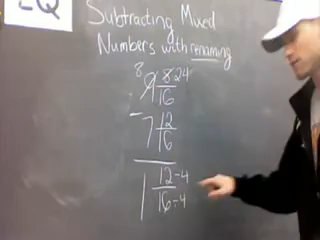 EQ
Subtracting Mixed
Numbers with renaming
8 9 8 24
16
- 7 12
16
1 12 ÷4
16 ÷4